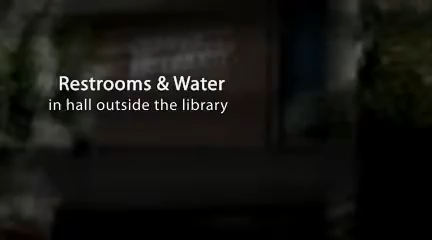 Restrooms & Water
in hall outside the library